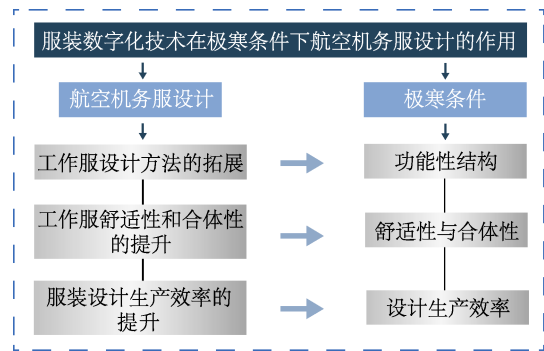 服装数字化技术在极寒条件下航空机务服设计的作用
航空机务服设计
极寒条件
工作服设计方法的拓展
功能性结构
工作服舒适性和合体性
的提升
舒适性与合体性
服装设计生产效率的
提升
设计生产效率